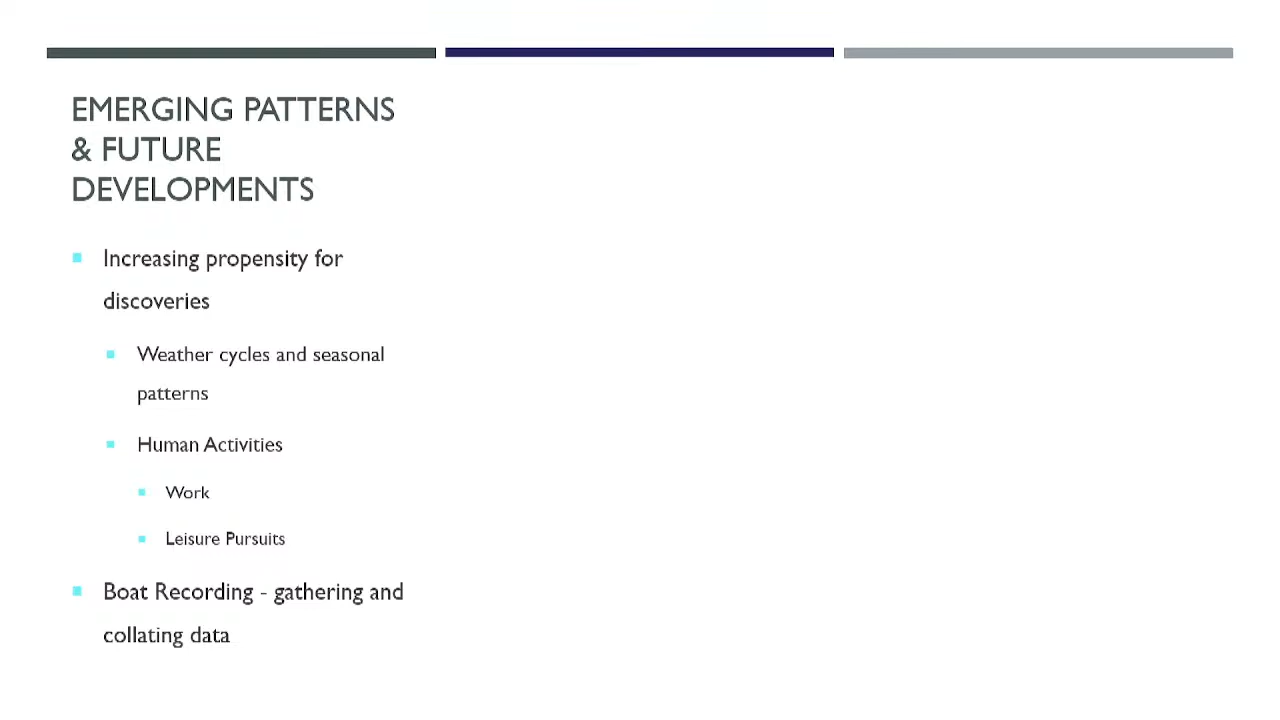 EMERGING PATTERNS
& FUTURE
DEVELOPMENTS
Increasing propensity for
discoveries
Weather cycles and seasonal
patterns
Human Activities
Work
Leisure Pursuits
Boat Recording - gathering and
collating data